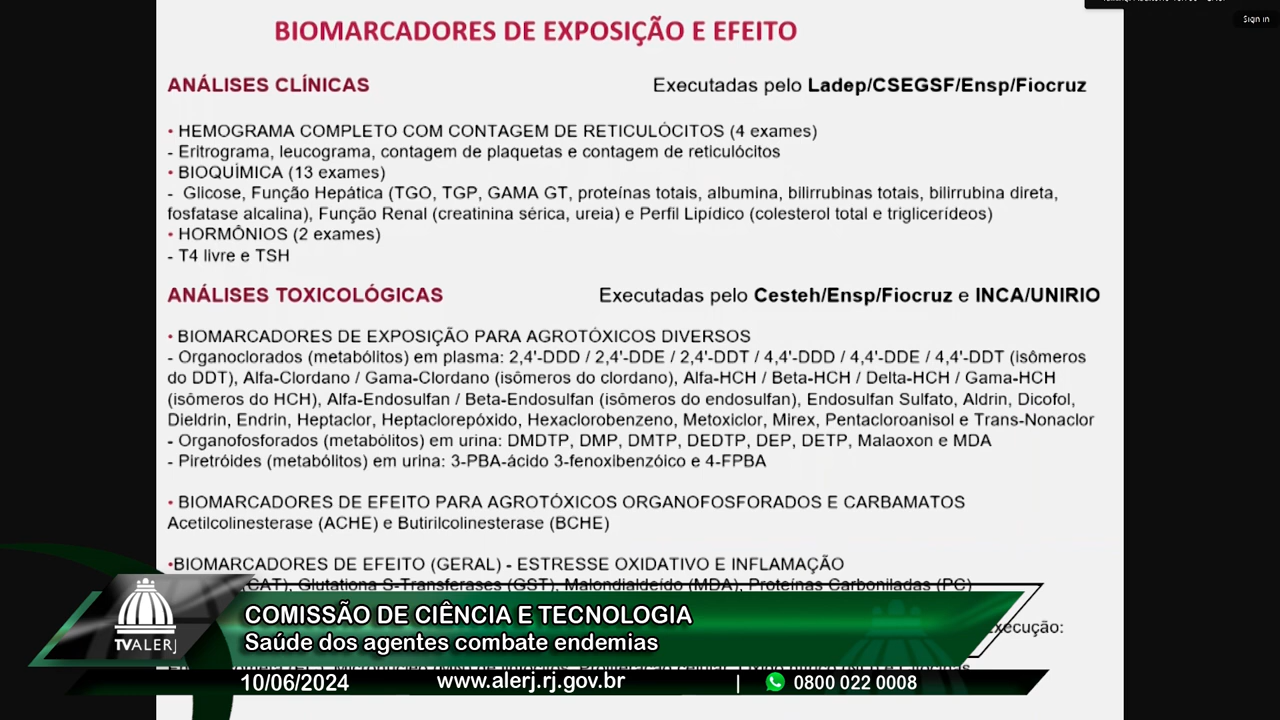 Sign in
BIOMARCADORES DE EXPOSIÇÃO E EFEITO
ANÁLISES CLÍNICAS Executadas pelo Ladep/CSEGSF/Ensp/Fiocruz
• HEMOGRAMA COMPLETO COM CONTAGEM DE RETICULÓCITOS (4 exames)
- Eritrograma, leucograma, contagem de plaquetas e contagem de reticulócitos
• BIOQUÍMICA (13 exames)
- Glicose, Função Hepática (TGO, TGP, GAMA GT, proteínas totais, albumina, bilirrubinas totais, bilirrubina direta,
fosfatase alcalina), Função Renal (creatinina sérica, ureia) e Perfil Lipídico (colesterol total e triglicerídeos)
• HORMÔNIOS (2 exames)
- T4 livre e TSH
ANÁLISES TOXICOLÓGICAS Executadas pelo Cesteh/Ensp/Fiocruz e INCA/UNIRIO
• BIOMARCADORES DE EXPOSIÇÃO PARA AGROTÓXICOS DIVERSOS
- Organoclorados (metabólitos) em plasma: 2,4'-DDD / 2,4'-DDE / 2,4'-DDT / 4,4'-DDD / 4,4'-DDE / 4,4'-DDT (isômeros
do DDT), Alfa-Clordano / Gama-Clordano (isômeros do clordano), Alfa-HCH / Beta-HCH / Delta-HCH / Gama-HCH
(isômeros do HCH), Alfa-Endosulfan / Beta-Endosulfan (isômeros do endosulfan), Endosulfan Sulfato, Aldrin, Dicofol,
Dieldrin, Endrin, Heptaclor, Heptaclorepóxido, Hexaclorobenzeno, Metoxiclor, Mirex, Pentacloroanisol e Trans-Nonaclor
- Organofosforados (metabólitos) em urina: DMDTP, DMP, DMTP, DEDTP, DEP, DETP, Malaoxon e MDA
- Piretróides (metabólitos) em urina: 3-PBA-ácido 3-fenoxibenzóico e 4-FPBA
• BIOMARCADORES DE EFEITO PARA AGROTÓXICOS ORGANOFOSFORADOS E CARBAMATOS
Acetilcolinesterase (ACHE) e Butirilcolinesterase (BCHE)
•BIOMARCADORES DE EFEITO (GERAL) - ESTRESSE OXIDATIVO E INFLAMAÇÃO
(CAT), Glutationa S-Transferases (GST), Malondialdeído (MDA), Proteínas Carboniladas (PC)
TVALERJ
COMISSÃO DE CIÊNCIA E TECNOLOGIA
Saúde dos agentes combate endemias
10/06/2024 www.alerj.rj.gov.br | 0800 022 0008